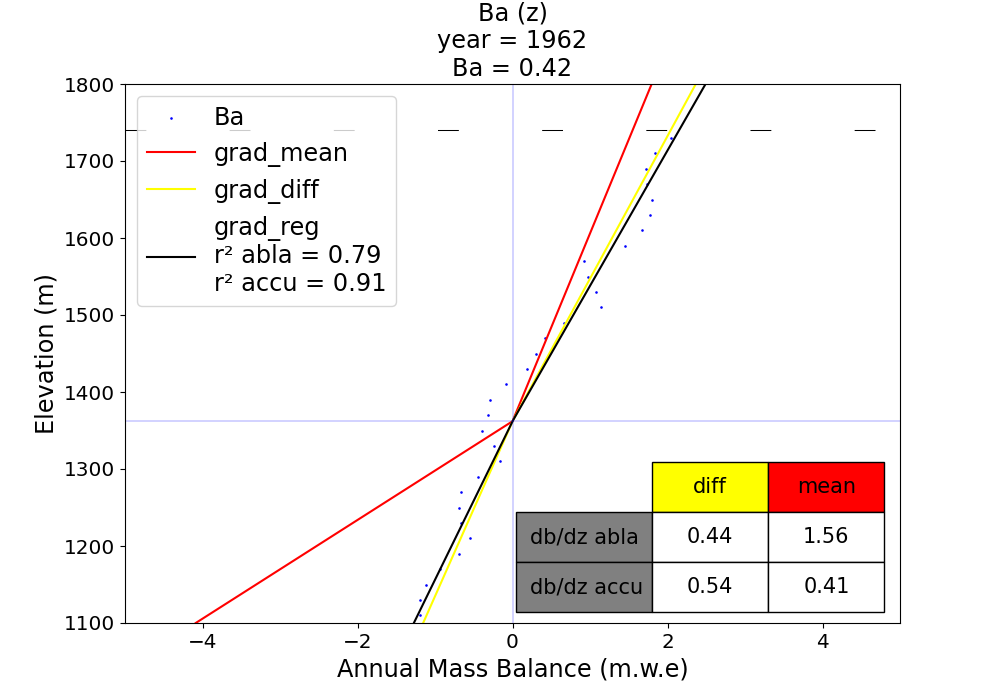 Ba (z)
year = 1962
Ba = 0.42
Ba
grad_mean
grad_diff
grad_reg
r² abla = 0.79
r² accu = 0.91
1800
1700
1600
1500
1400
1300
1200
1100
Elevation (m)
diff mean
db/dz abla 0.44 1.56
db/dz accu 0.54 0.41
−4 −2 0 2 4
Annual Mass Balance (m.w.e)